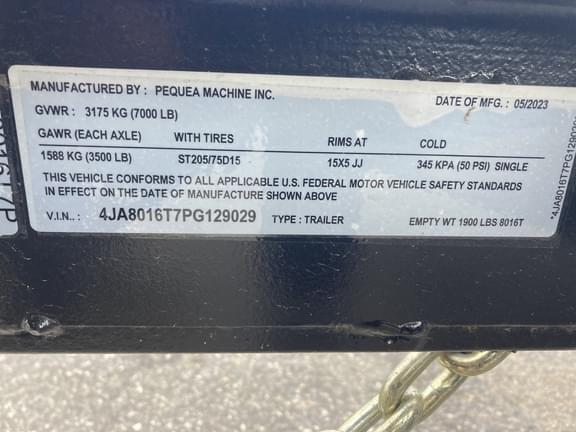 MANUFACTURED BY : PEQUEA MACHINE INC. DATE OF MFG. : 05/2023
GVWR : 3175 KG (7000 LB)
GAWR (EACH AXLE) WITH TIRES RIMS AT COLD
1588 KG (3500 LB) ST205/75D15 15X5 JJ 345 KPA (50 PSI) SINGLE
THIS VEHICLE CONFORMS TO ALL APPLICABLE U.S. FEDERAL MOTOR VEHICLE SAFETY STANDARDS
IN EFFECT ON THE DATE OF MANUFACTURE SHOWN ABOVE
V.I.N.. : 4JA8016T7PG129029 TYPE : TRAILER EMPTY WT 1900 LBS 8016T
*4JA8016T7PG129029